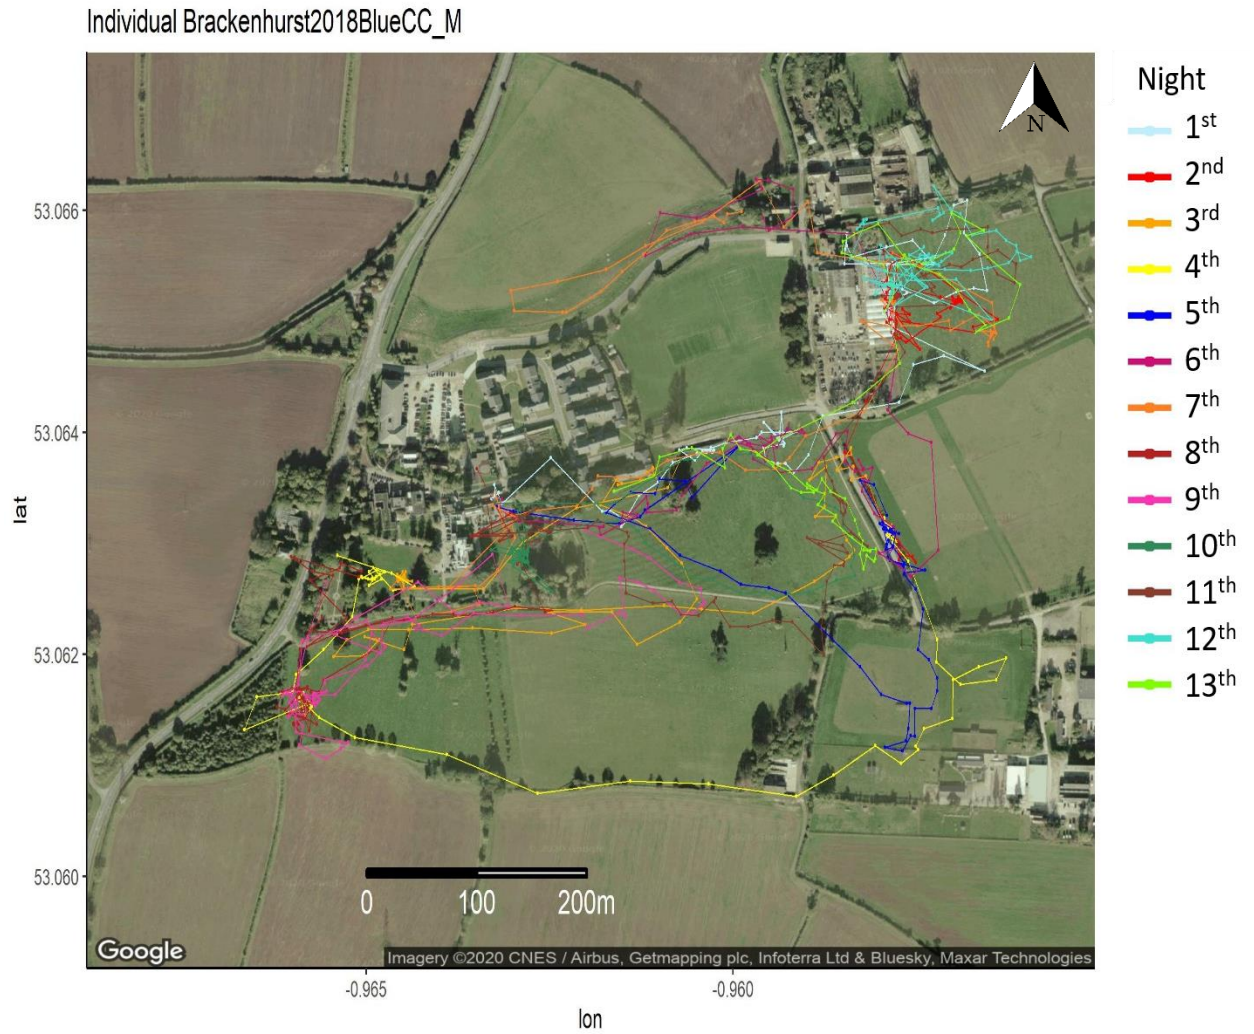 Individual Brackenhurst2018BlueCC_M
N
Night
1st
2nd
3rd
4th
5th
6th
7th
8th
9th
10th
11th
12th
13th
53.066
53.064
53.062
53.060
lat
0 100 200m
Google
Imagery ©2020 CNES / Airbus, Getmapping plc, Infoterra Ltd & Bluesky, Maxar Technologies
-0.965 -0.960
lon